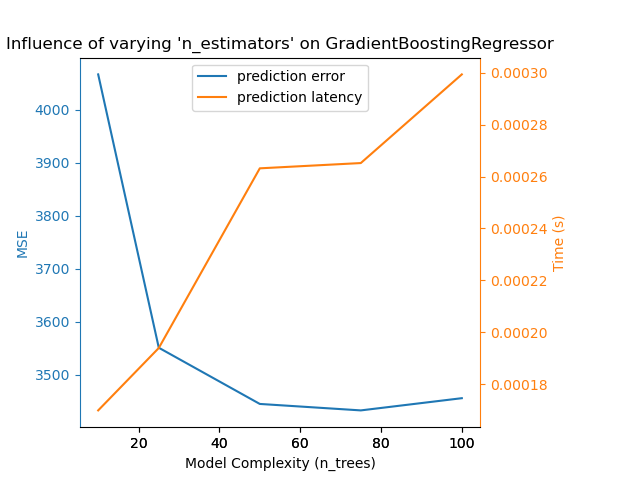 Influence of varying 'n_estimators' on GradientBoostingRegressor
prediction error
prediction latency
MSE
4000
3900
3800
3700
3600
3500
0.00030
0.00028
0.00026
0.00024
0.00022
0.00020
0.00018
Time (s)
20 40 60 80 100
Model Complexity (n_trees)